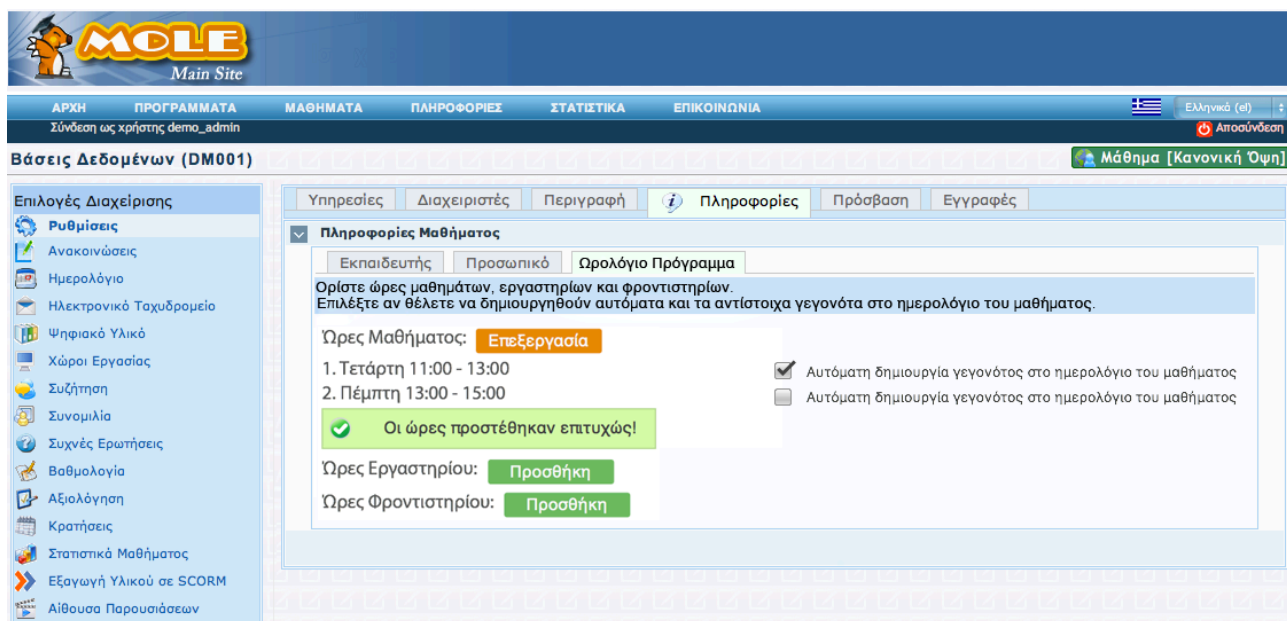 MOLE
Main Site
ΑΡΧΗ ΠΡΟΓΡΑΜΜΑΤΑ ΜΑΘΗΜΑΤΑ ΠΛΗΡΟΦΟΡΙΕΣ ΣΤΑΤΙΣΤΙΚΑ ΕΠΙΚΟΙΝΩΝΙΑ Ελληνικά (el)
Σύνδεση ως χρήστης demo_admin Αποσύνδεση
Βάσεις Δεδομένων (DM001) Μάθημα [Κανονική Όψη]
Επιλογές Διαχείρισης
Ρυθμίσεις
Ανακοινώσεις
Ημερολόγιο
Ηλεκτρονικό Ταχυδρομείο
Ψηφιακό Υλικό
Χώροι Εργασίας
Συζήτηση
Συνομιλία
Συχνές Ερωτήσεις
Βαθμολογία
Αξιολόγηση
Κρατήσεις
Στατιστικά Μαθήματος
Εξαγωγή Υλικού σε SCORM
Αίθουσα Παρουσιάσεων
Υπηρεσίες Διαχειριστές Περιγραφή Πληροφορίες Πρόσβαση Εγγραφές
Πληροφορίες Μαθήματος
Εκπαιδευτής Προσωπικό Ωρολόγιο Πρόγραμμα
Ορίστε ώρες μαθημάτων, εργαστηρίων και φροντιστηρίων.
Επιλέξτε αν θέλετε να δημιουργηθούν αυτόματα και τα αντίστοιχα γεγονότα στο ημερολόγιο του μαθήματος.
Ώρες Μαθήματος: Επεξεργασία
1. Τετάρτη 11:00 - 13:00 Αυτόματη δημιουργία γεγονότος στο ημερολόγιο του μαθήματος
2. Πέμπτη 13:00 - 15:00 Αυτόματη δημιουργία γεγονότος στο ημερολόγιο του μαθήματος
Οι ώρες προστέθηκαν επιτυχώς!
Ώρες Εργαστηρίου: Προσθήκη
Ώρες Φροντιστηρίου: Προσθήκη